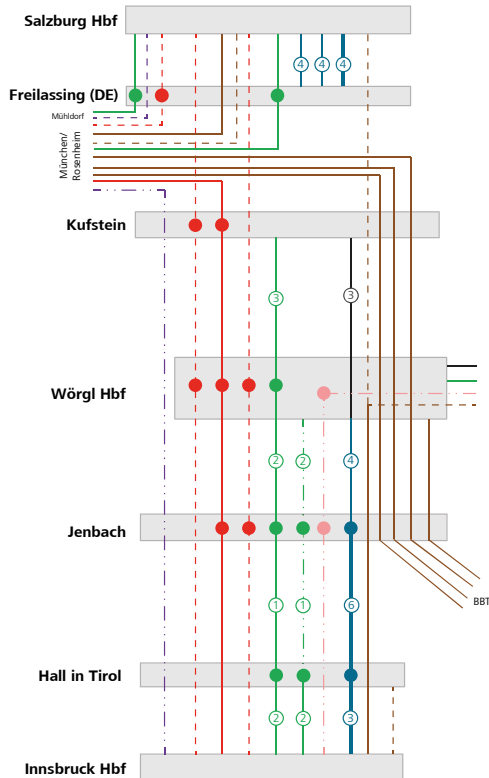 Salzburg Hbf
4 4 4
Freilassing (DE)
Mühldorf
München/
Rosenheim
Kufstein
3 3
Wörgl Hbf
2 2 4
Jenbach
1 1 6
BBT
Hall in Tirol
2 2 3
Innsbruck Hbf